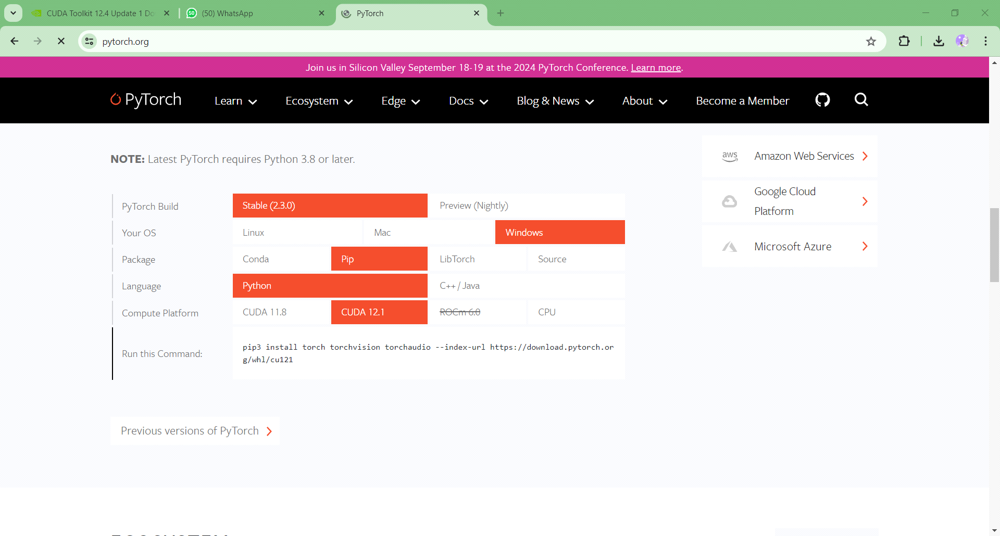 CUDA Toolkit 12.4 Update 1 Do
50
(50) WhatsApp
PyTorch
pytorch.org
Join us in Silicon Valley September 18-19 at the 2024 PyTorch Conference. Learn more.
PyTorch
Learn
Ecosystem
Edge
Docs
Blog & News
About
Become a Member
NOTE: Latest PyTorch requires Python 3.8 or later.
PyTorch Build
Stable (2.3.0)
Preview (Nightly)
Your OS
Linux
Mac
Windows
Package
Conda
Pip
LibTorch
Source
Language
Python
C++ / Java
Compute Platform
CUDA 11.8
CUDA 12.1
ROCm 6.0
CPU
Run this Command:
pip3 install torch torchvision torchaudio --index-url https://download.pytorch.or
g/whl/cu121
Previous versions of PyTorch
aws
Amazon Web Services
Google Cloud
Platform
Microsoft Azure